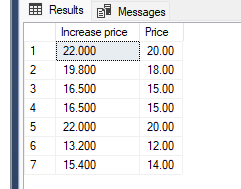 Results Messages
Increase price Price
1 22.000 20.00
2 19.800 18.00
3 16.500 15.00
4 16.500 15.00
5 22.000 20.00
6 13.200 12.00
7 15.400 14.00